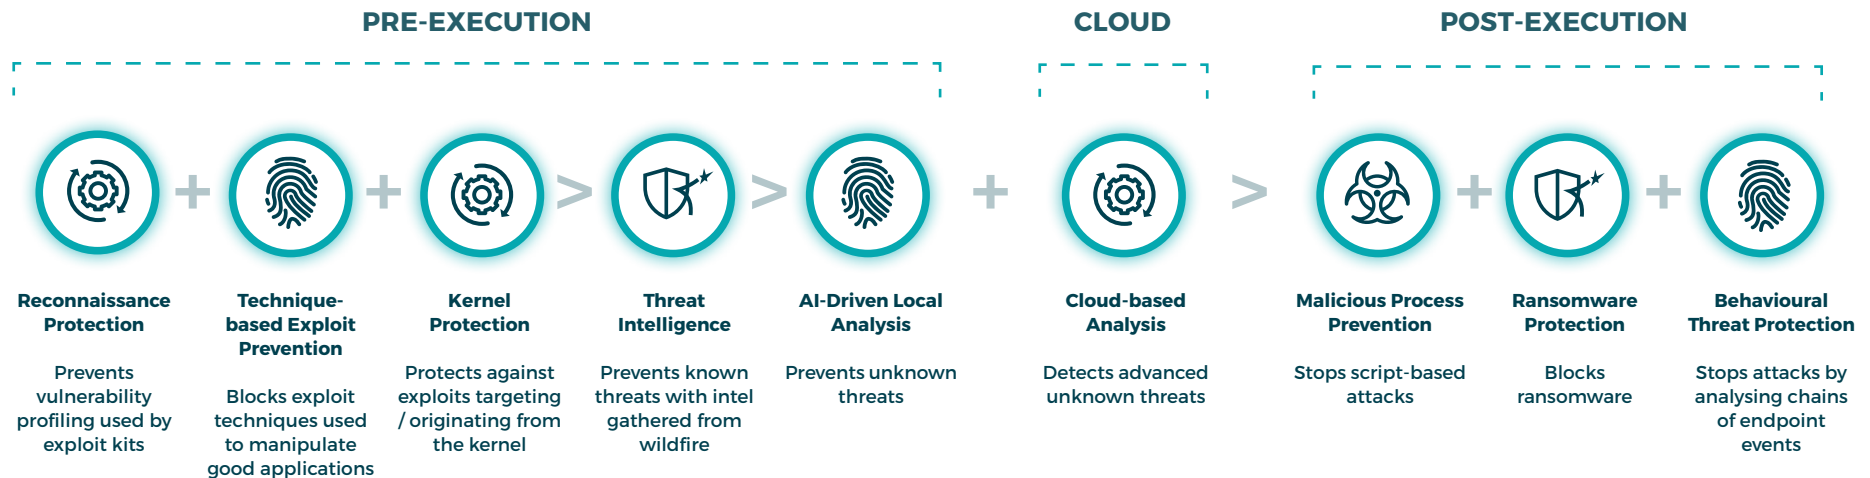 PRE-EXECUTION
CLOUD
POST-EXECUTION
+
+
>
>
+
>
+
+
Reconnaissance
Protection
Prevents
vulnerability
profiling used by
exploit kits
Technique-
based Exploit
Prevention
Blocks exploit
techniques used
to manipulate
good applications
Kernel
Protection
Protects against
exploits targeting
/ originating from
the kernel
Threat
Intelligence
Prevents known
threats with intel
gathered from
wildfire
AI-Driven Local
Analysis
Prevents unknown
threats
Cloud-based
Analysis
Detects advanced
unknown threats
Malicious Process
Prevention
Stops script-based
attacks
Ransomware
Protection
Blocks
ransomware
Behavioural
Threat Protection
Stops attacks by
analysing chains
of endpoint
events